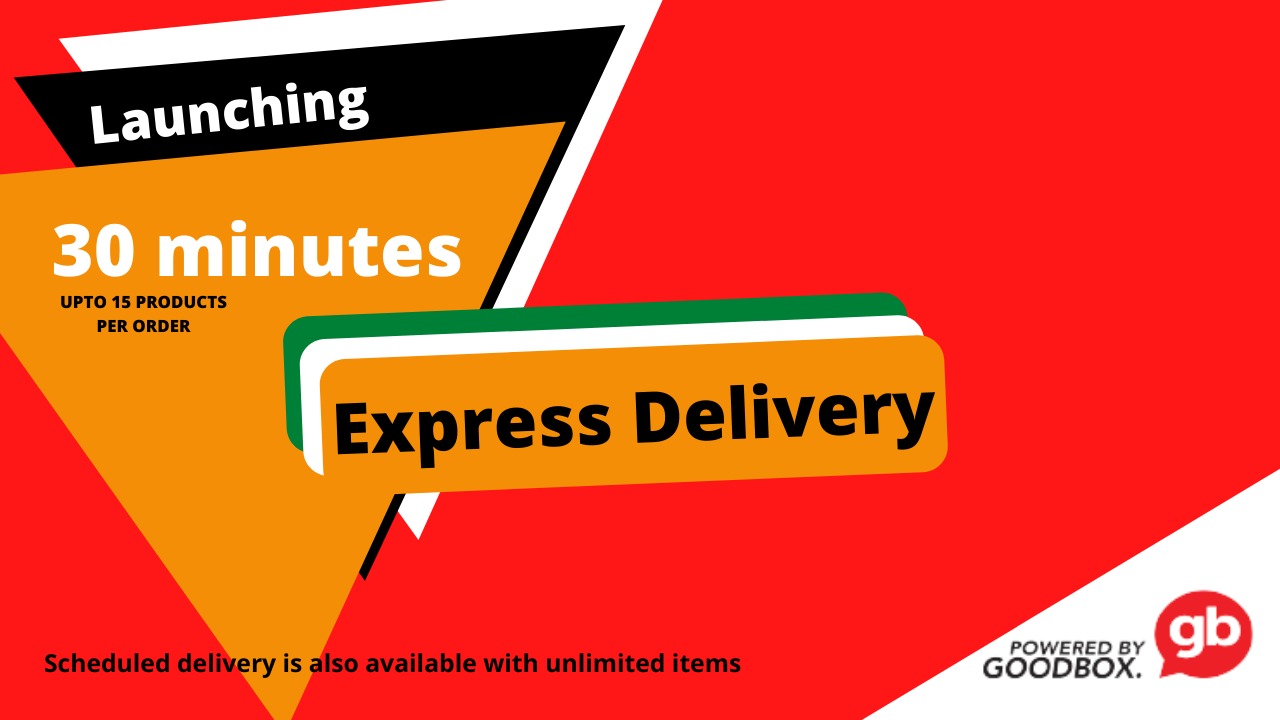 Launching
30 minutes
UPTO 15 PRODUCTS
PER ORDER
Express Delivery
Scheduled delivery is also available with unlimited items
POWERED BY
GOODBOX.
gb